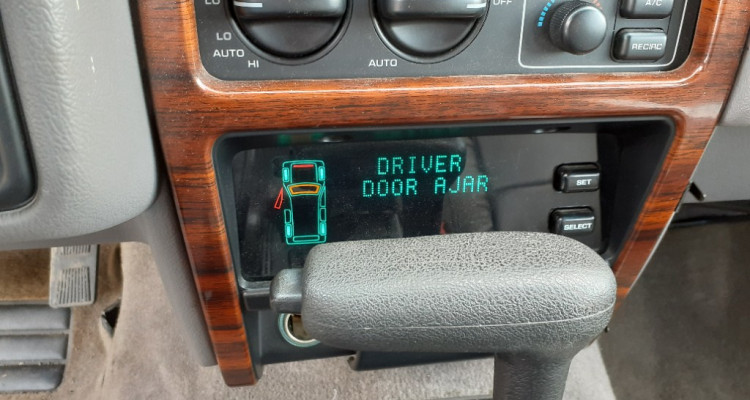 LO
OFF
A/C
LO
AUTO
HI
AUTO
RECIRC
DRIVER
DOOR AJAR
SET
SELECT